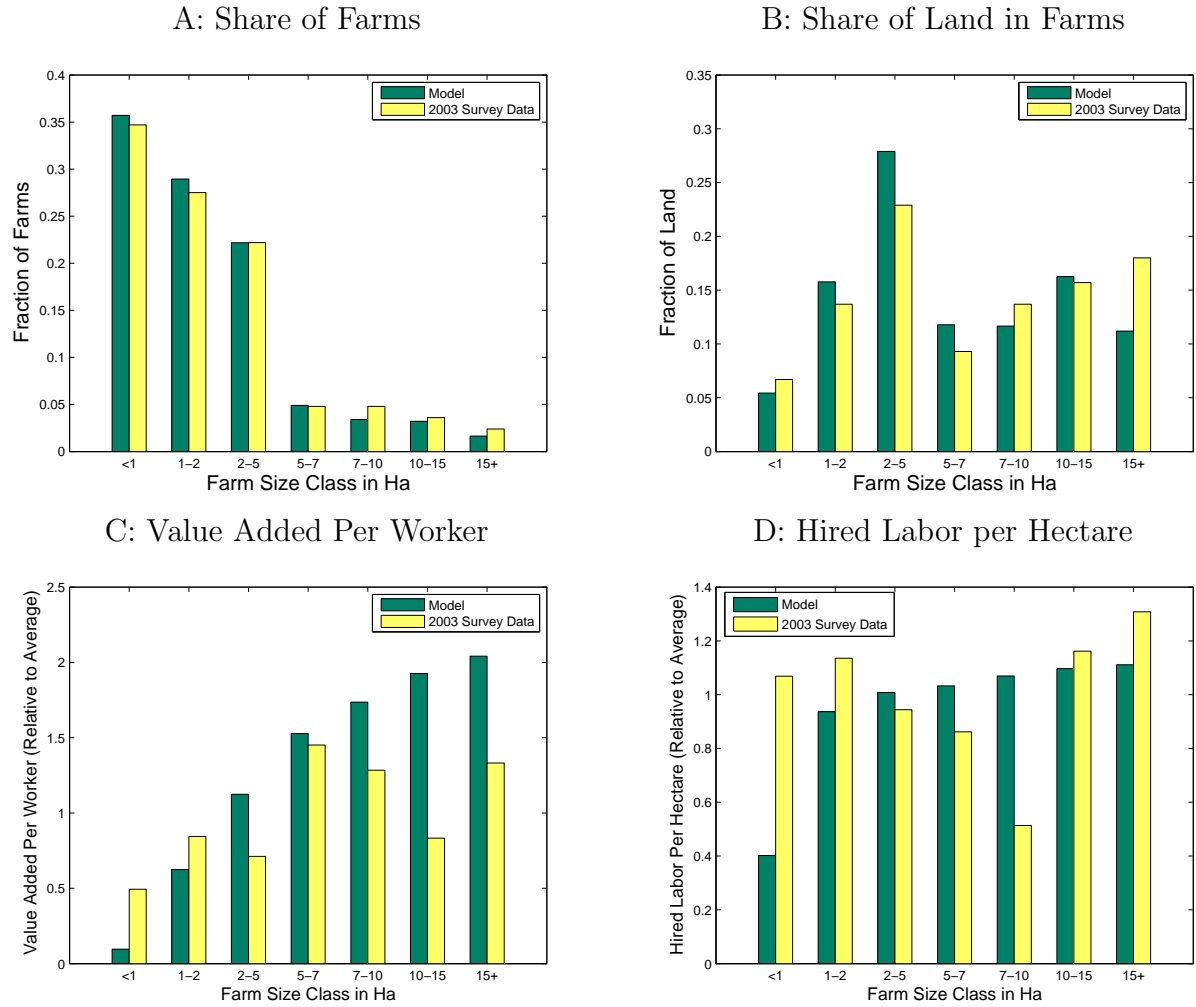 A: Share of Farms
0.4
0.35
0.3
0.25
0.2
0.15
0.1
0.05
0
Fraction of Farms
Model
2003 Survey Data
<1 1−2 2−5 5−7 7−10 10−15 15+
Farm Size Class in Ha
B: Share of Land in Farms
0.35
0.3
0.25
0.2
0.15
0.1
0.05
0
Fraction of Land
Model
2003 Survey Data
<1 1−2 2−5 5−7 7−10 10−15 15+
Farm Size Class in Ha
C: Value Added Per Worker
2.5
2
1.5
1
0.5
0
Value Added Per Worker (Relative to Average)
Model
2003 Survey Data
<1 1−2 2−5 5−7 7−10 10−15 15+
Farm Size Class in Ha
D: Hired Labor per Hectare
1.4
1.2
1
0.8
0.6
0.4
0.2
0
Hired Labor Per Hectare (Relative to Average)
Model
2003 Survey Data
<1 1−2 2−5 5−7 7−10 10−15 15+
Farm Size Class in Ha